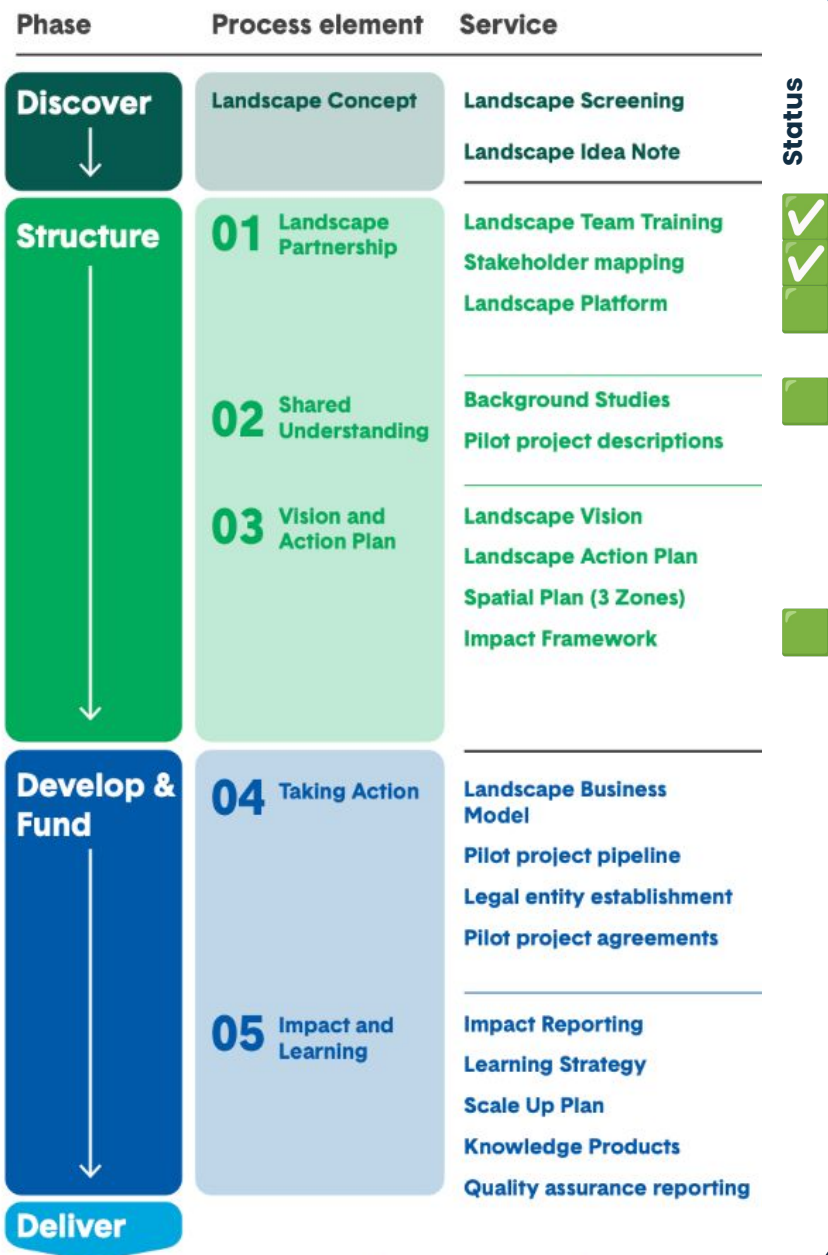 Phase Process element Service
Status
Discover
Landscape Concept
Landscape Screening
Landscape Idea Note
Structure
01 Landscape
Partnership
Landscape Team Training
Stakeholder mapping
Landscape Platform
02 Shared
Understanding
Background Studies
Pilot project descriptions
03 Vision and
Action Plan
Landscape Vision
Landscape Action Plan
Spatial Plan (3 Zones)
Impact Framework
Develop &
Fund
04 Taking Action
Landscape Business
Model
Pilot project pipeline
Legal entity establishment
Pilot project agreements
05 Impact and
Learning
Impact Reporting
Learning Strategy
Scale Up Plan
Knowledge Products
Quality assurance reporting
Deliver